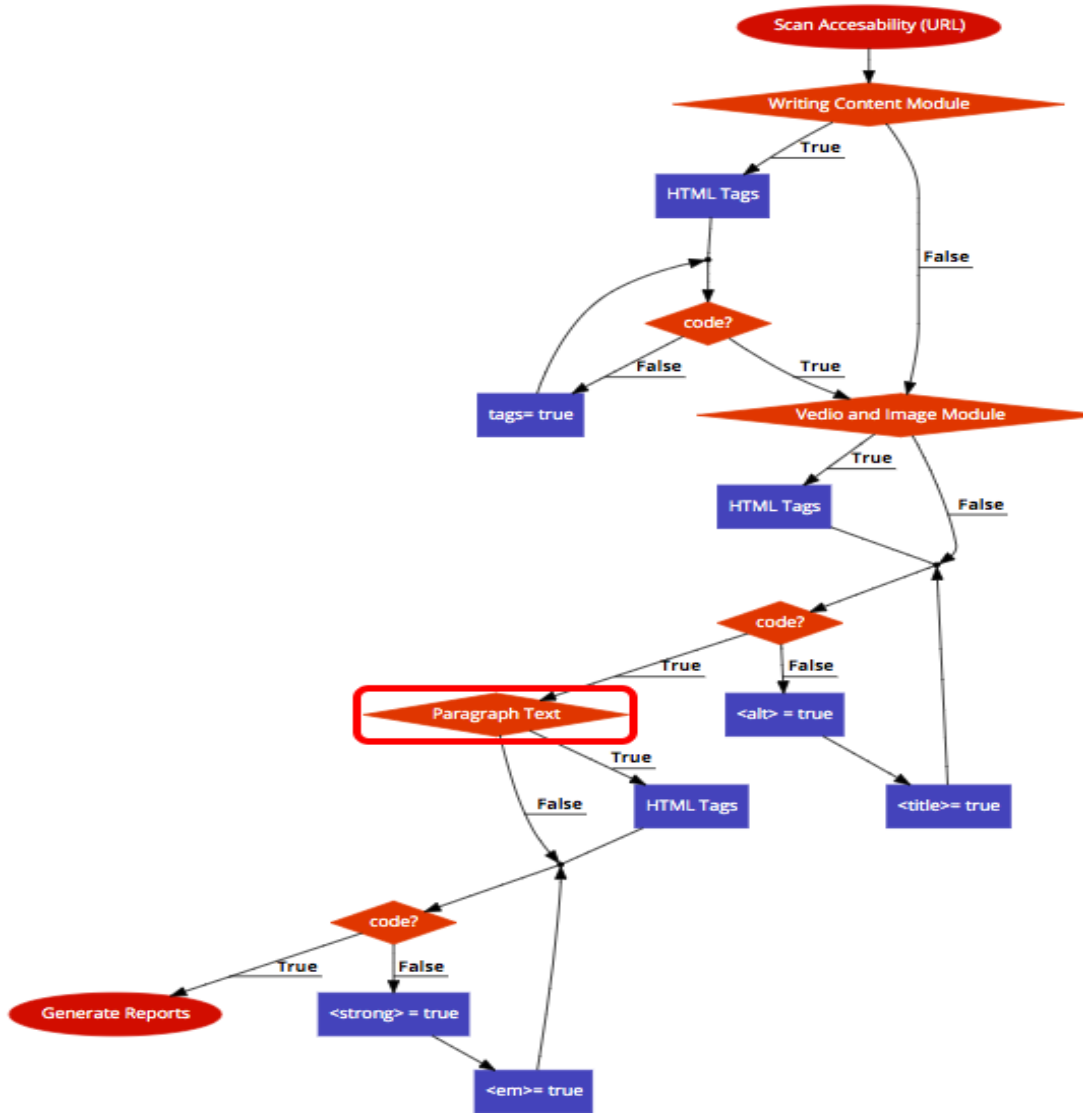 Scan Accesability (URL)
Writing Content Module
True
HTML Tags
False
code?
False
True
tags= true
Vedio and Image Module
True
HTML Tags
False
code?
True
False
Paragraph Text
<alt> = true
True
False
HTML Tags
<title>= true
code?
True
False
Generate Reports
<strong> = true
<em>= true